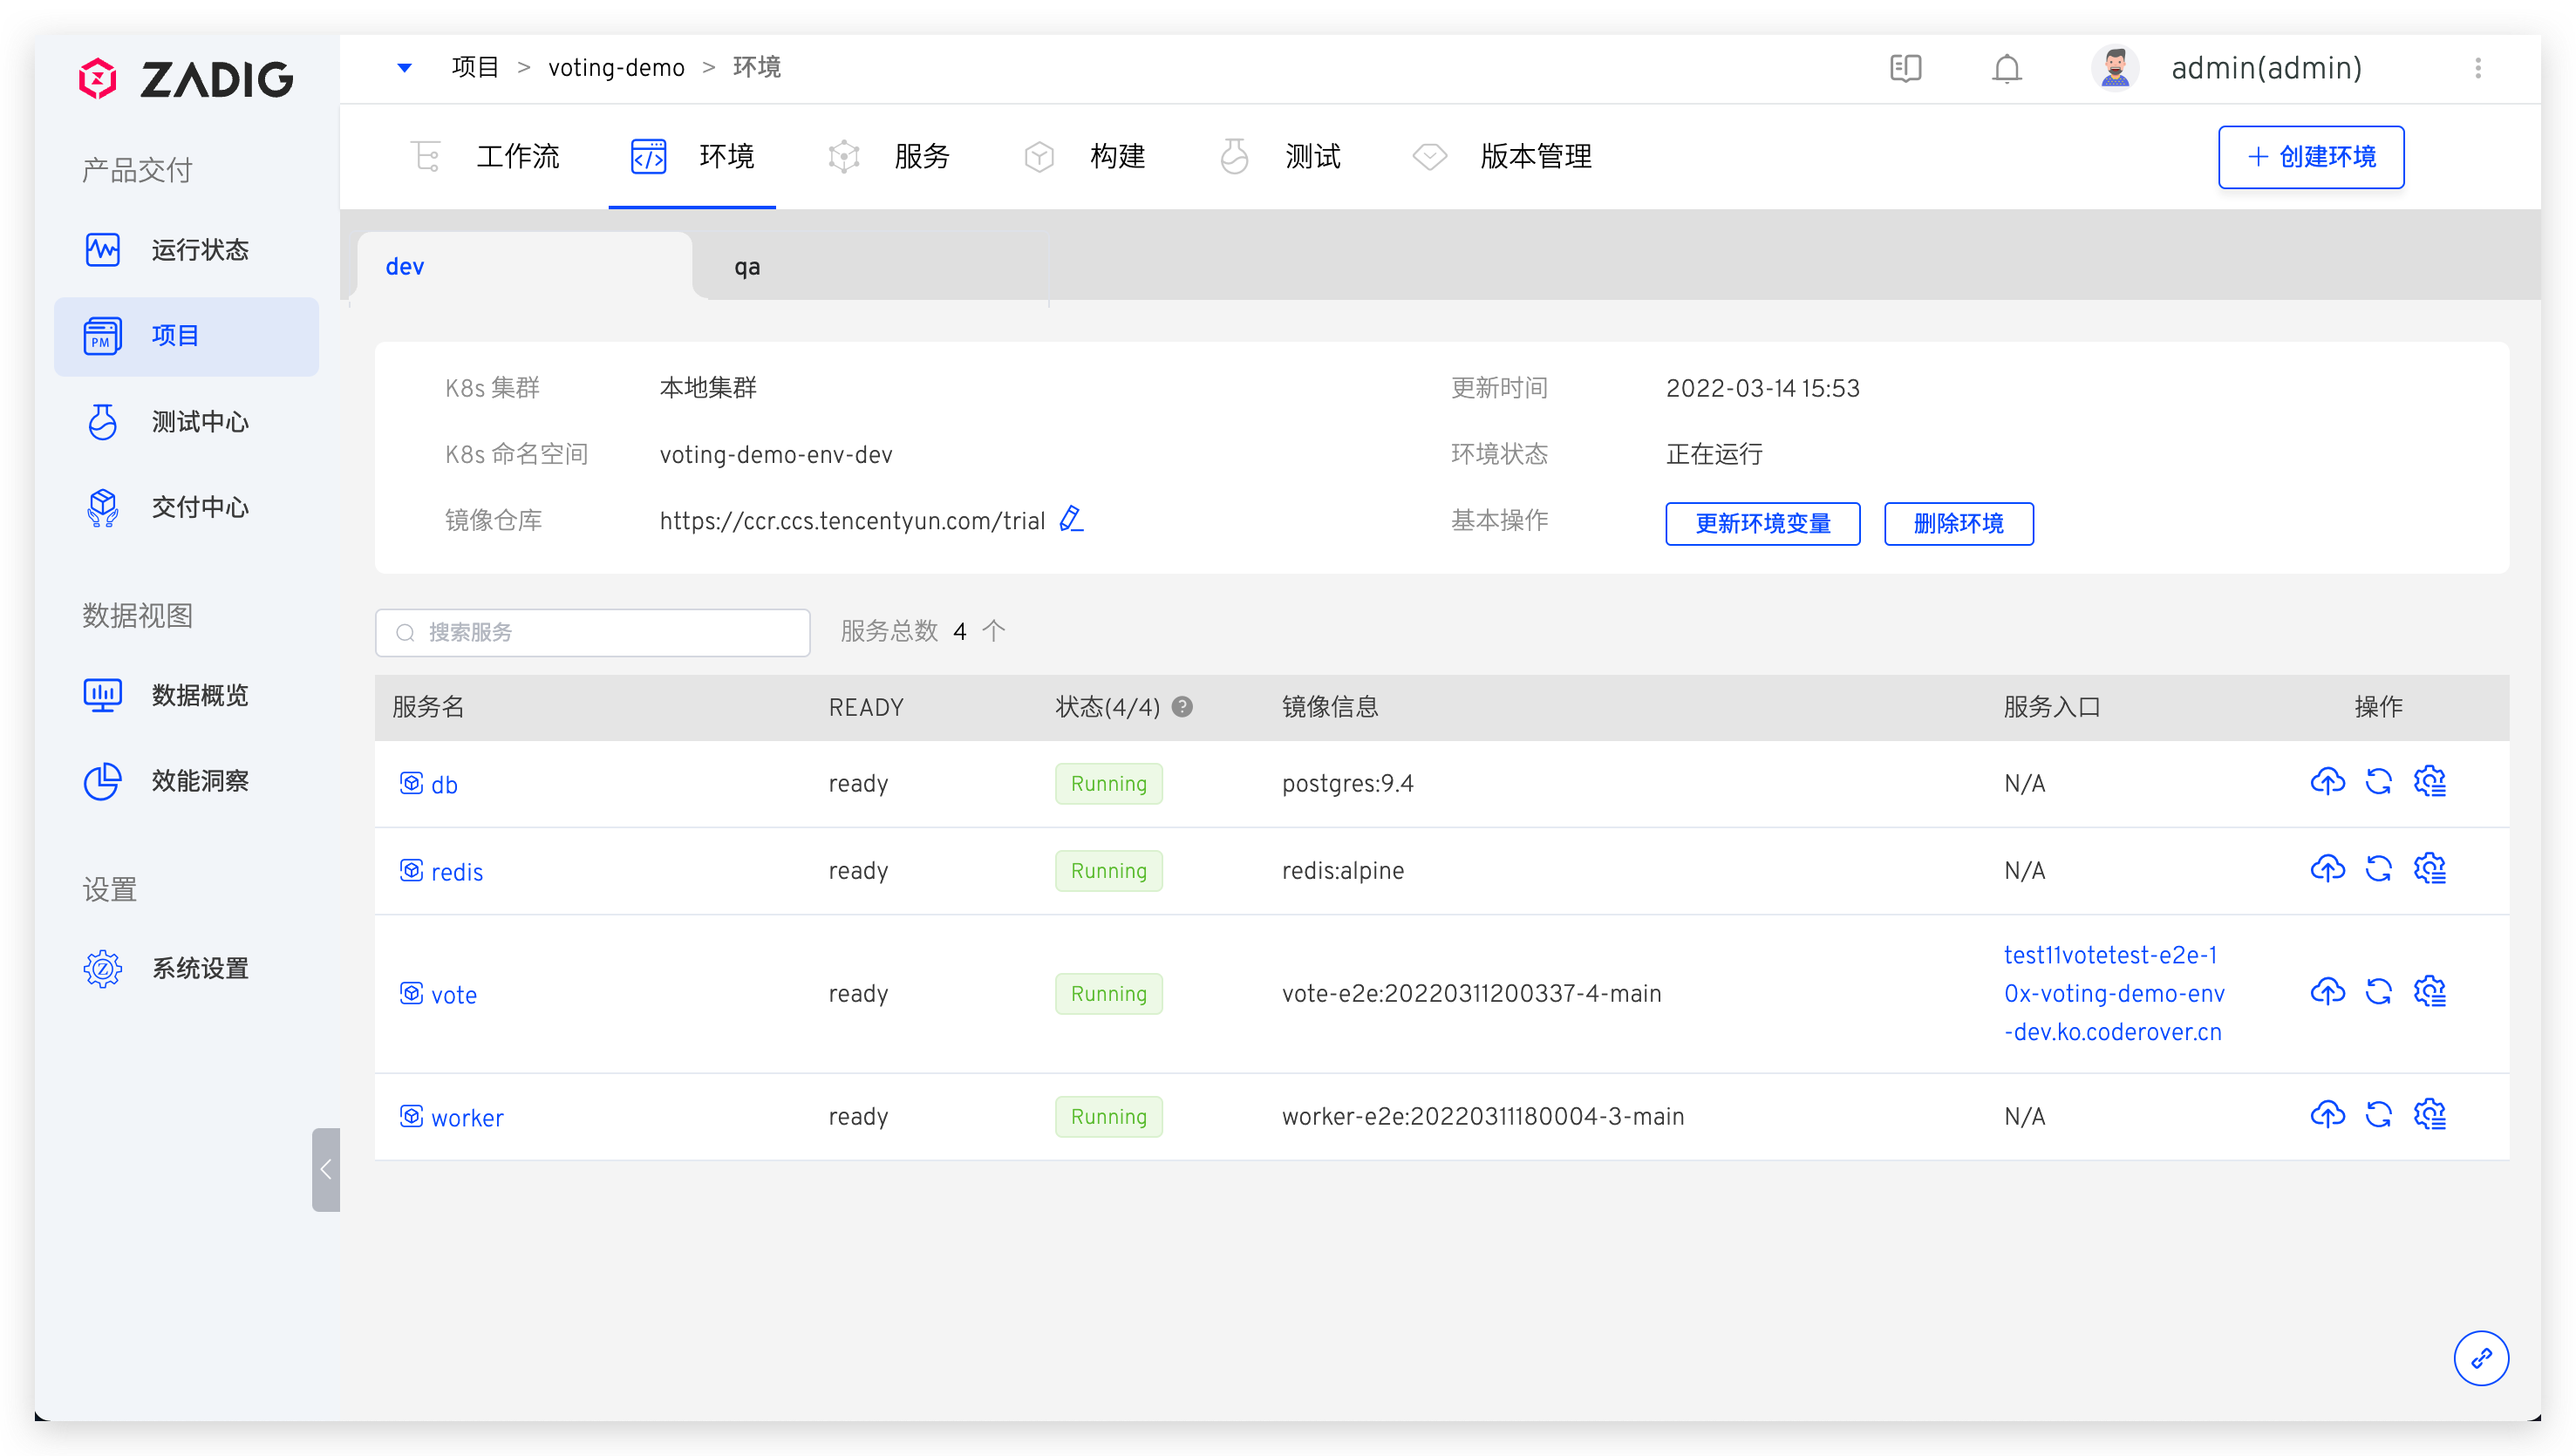 ZADIG
项目 > voting-demo > 环境
admin(admin)
工作流 环境 服务 构建 测试 版本管理
+ 创建环境
产品交付
运行状态
PM 项目
测试中心
交付中心
数据视图
数据概览
效能洞察
设置
系统设置
dev qa
K8s 集群 本地集群 更新时间 2022-03-14 15:53
K8s 命名空间 voting-demo-env-dev 环境状态 正在运行
镜像仓库 https://ccr.ccs.tencentyun.com/trial 基本操作 更新环境变量 删除环境
搜索服务 服务总数 4 个
服务名 READY 状态(4/4) ? 镜像信息 服务入口 操作
db ready Running postgres:9.4 N/A
redis ready Running redis:alpine N/A
vote ready Running vote-e2e:20220311200337-4-main
test11votetest-e2e-1
0x-voting-demo-env
-dev.ko.coderover.cn
worker ready Running worker-e2e:20220311180004-3-main N/A